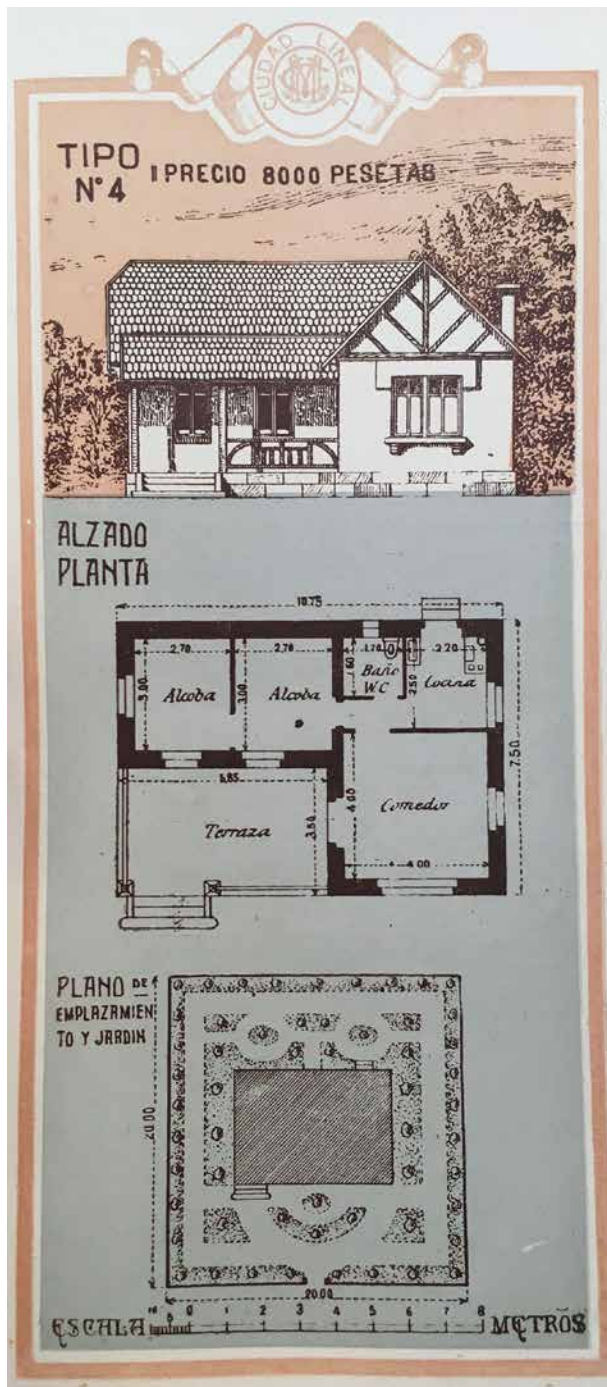 CIUDAD LINEAL
TIPO
Nº 4
PRECIO 8000 PESETAS
ALZADO
PLANTA
10.75
2.70 2.70 1.70 2.20
3.00 Alcoba 3.00 Alcoba 1.60 Baño
W.C
2.50 Cocina
7.50
5.85
Terraza 3.50
4.00 Comedor
4.00
PLANO DE
EMPLAZAMIEN
TO Y JARDIN
20.00
20.00
ESCALA 0 1 2 3 4 5 6 7 8 METROS